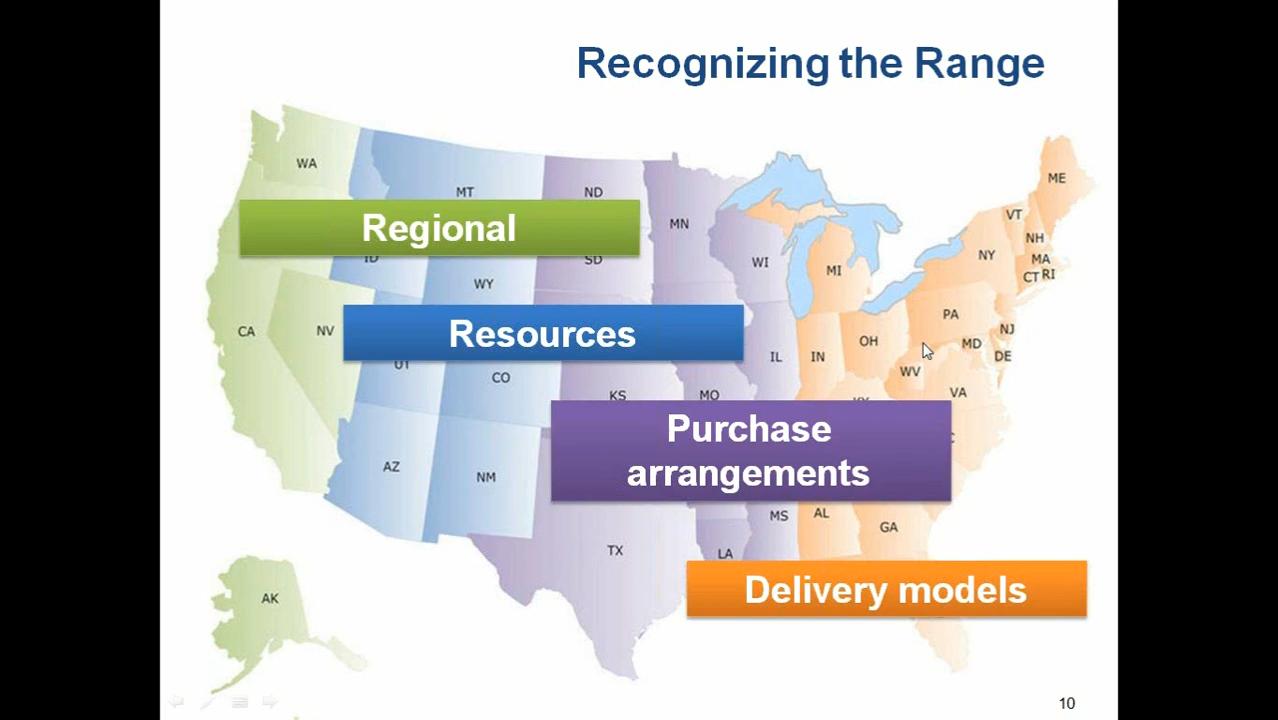 Recognizing the Range
WA
MT
ND
ME
VT
MN
Regional
NH
NY
ID
SD
WI
MA
MI
CT RI
WY
PA
CA
NV
NJ
Resources
OH
MD
IL
IN
DE
UT
CO
WV
VA
KS
MO
KY
Purchase
arrangements
AZ
NM
MS
AL
GA
TX
LA
Delivery models
AK
10